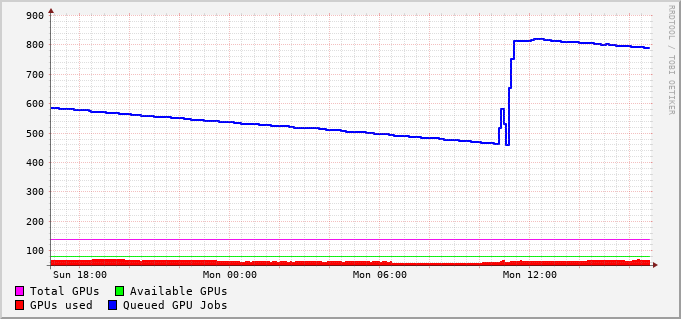 900
800
700
600
500
400
300
200
100
Sun 18:00 Mon 00:00 Mon 06:00 Mon 12:00
Total GPUs Available GPUs
GPUs used Queued GPU Jobs
RRDTOOL / TOBI OETIKER